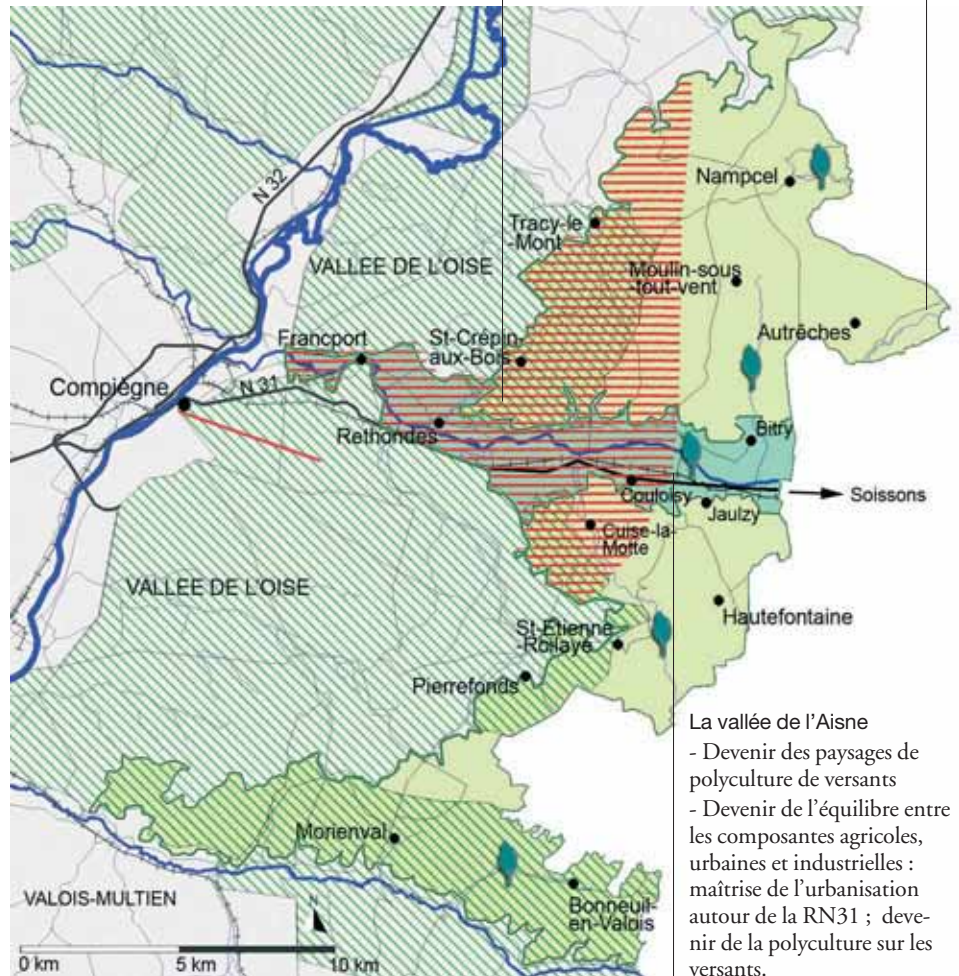 N 32
Nampcel
Tracy-le
-Mont
VALLEE DE L'OISE
Moulin-sous
-tout-vent
Francport
St-Crépin-
aux-Bois
Autrêches
Compiégne
N 31
Rethondes
Bitry
Couloisy
Soissons
Jaulzy
Cuise-la-
Motte
VALLEE DE L'OISE
Hautefontaine
St-Etienne
-Roilaye
Pierrefonds
La vallée de l'Aisne
- Devenir des paysages de
polyculture de versants
- Devenir de l'équilibre entre
les composantes agricoles,
urbaines et industrielles :
maîtrise de l'urbanisation
autour de la RN31 ; deve-
nir de la polyculture sur les
versants.
Morienval
VALOIS-MULTIEN
N
Bonneuil-
en-Valois
0 km
5 km
10 km